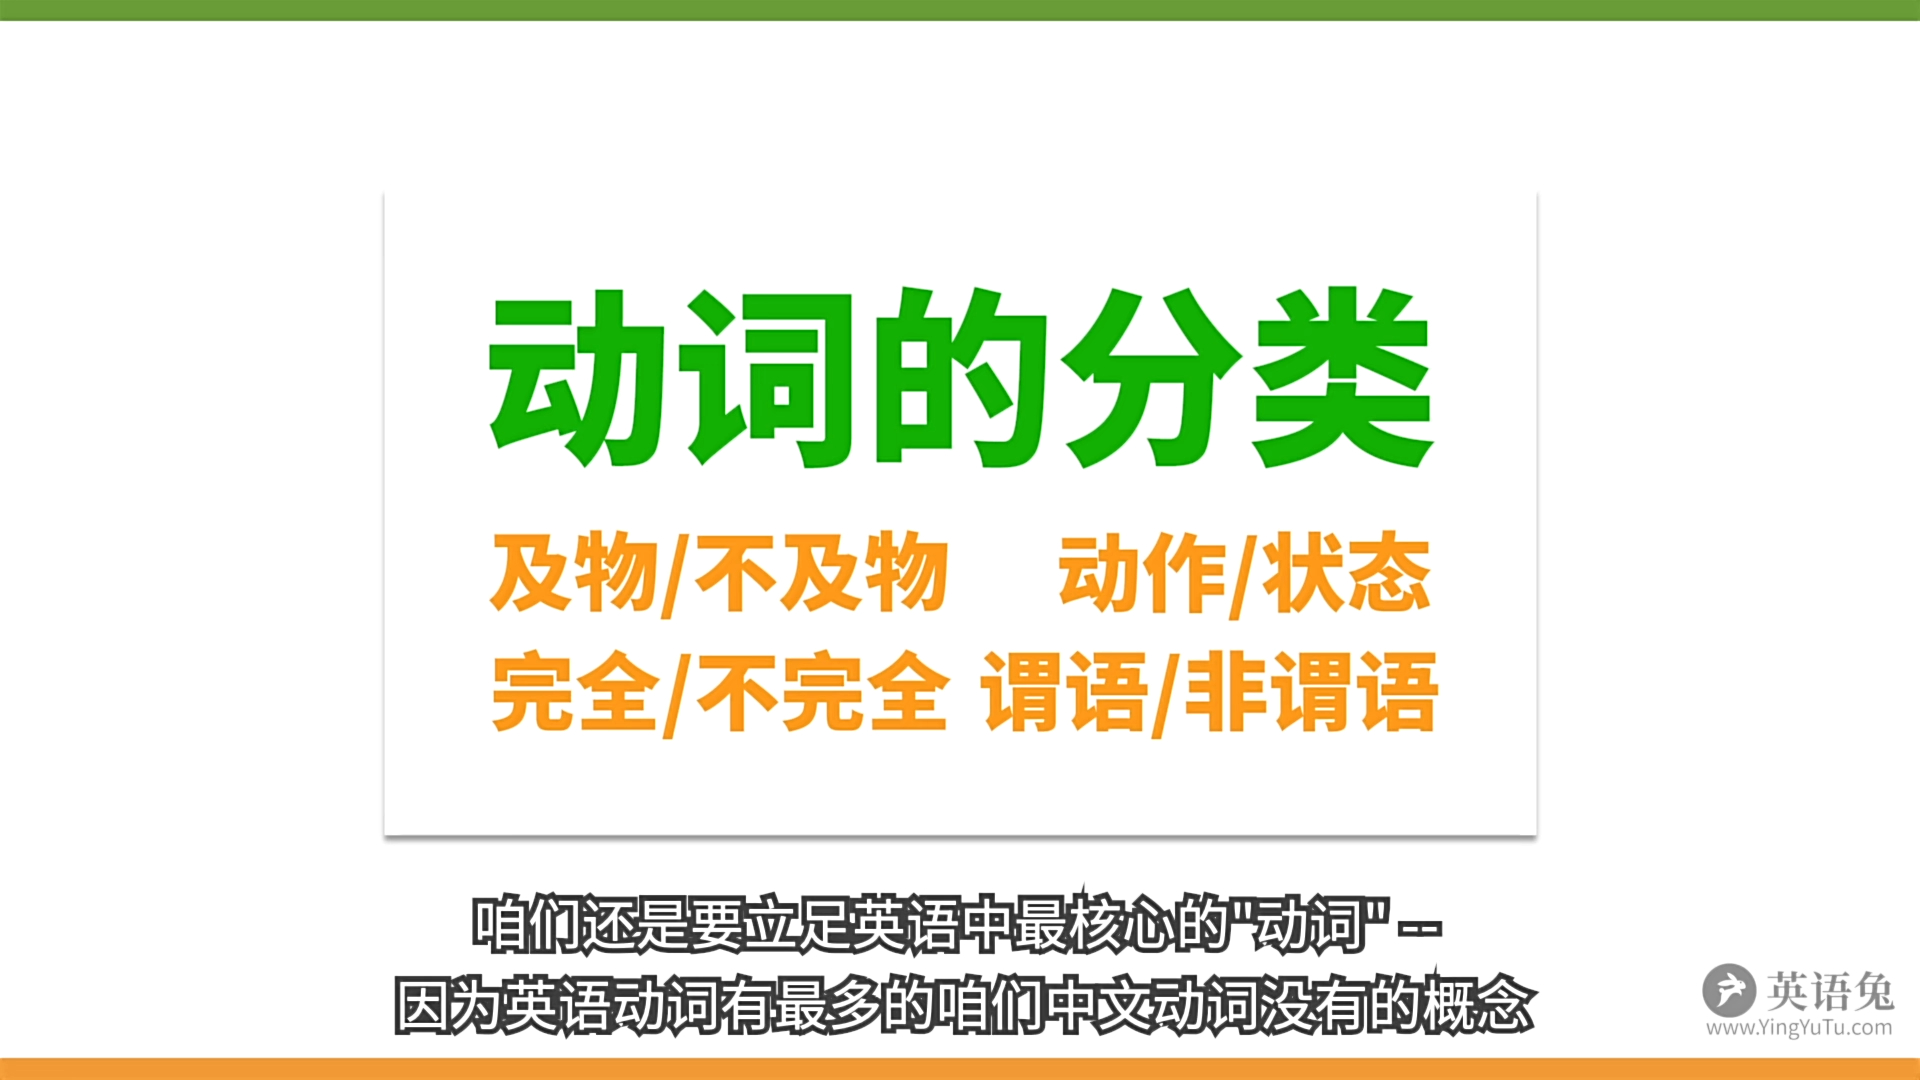 动词的分类
及物/不及物 动作/状态
完全/不完全 谓语/非谓语
咱们还是要立足英语中最核心的"动词" --
因为英语动词有最多的咱们中文动词没有的概念
英语兔
www.YingYuTu.com